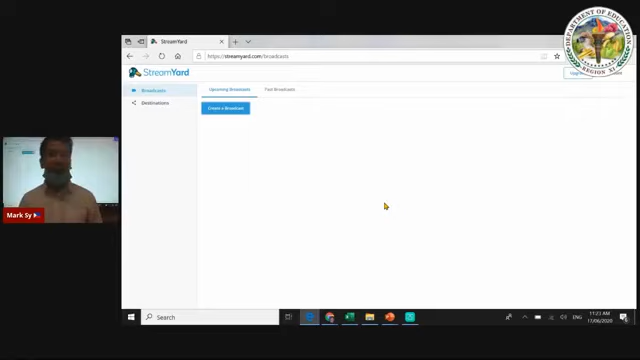 StreamYard
https://streamyard.com/broadcasts
StreamYard
Broadcasts
Destinations
Upcoming Broadcasts
Past Broadcasts
Create a Broadcast
Mark Sy
Search
ENG
11:23 AM
17/06/2020
DEPARTMENT OF EDUCATION
REGION XI